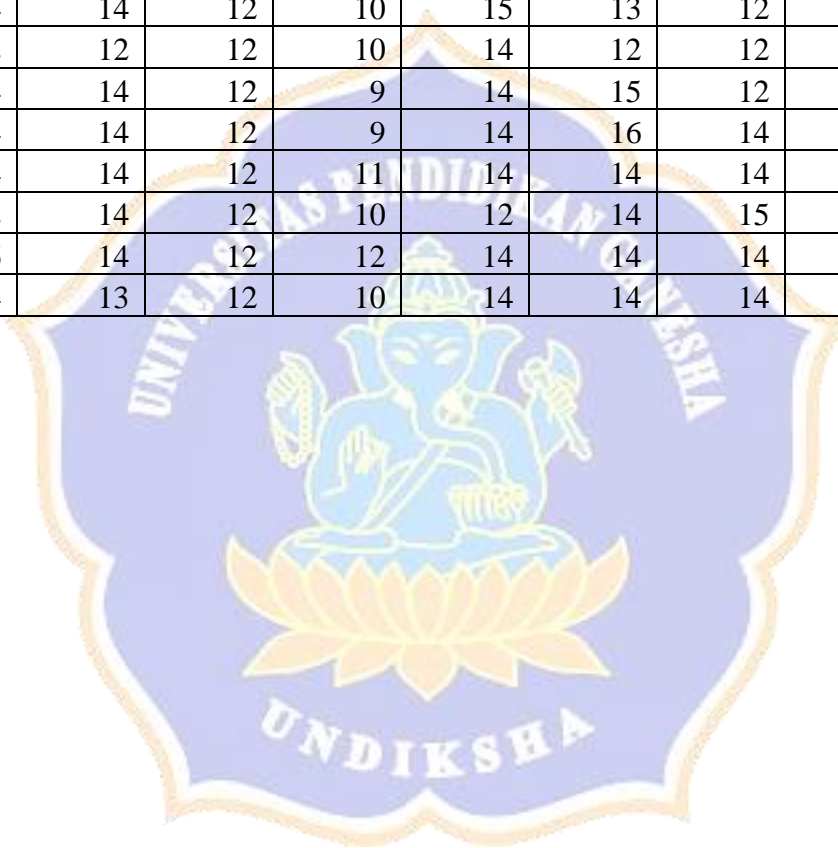 14 12 10 15 13 12
12 12 10 14 12 12
14 12 9 14 15 12
14 12 9 14 16 14
14 12 11 14 14 14
14 12 10 12 14 15
14 12 12 14 14 14
13 12 10 14 14 14
UNIVERSITAS PENDIDIKAN GANESHA
UNDIKSHA